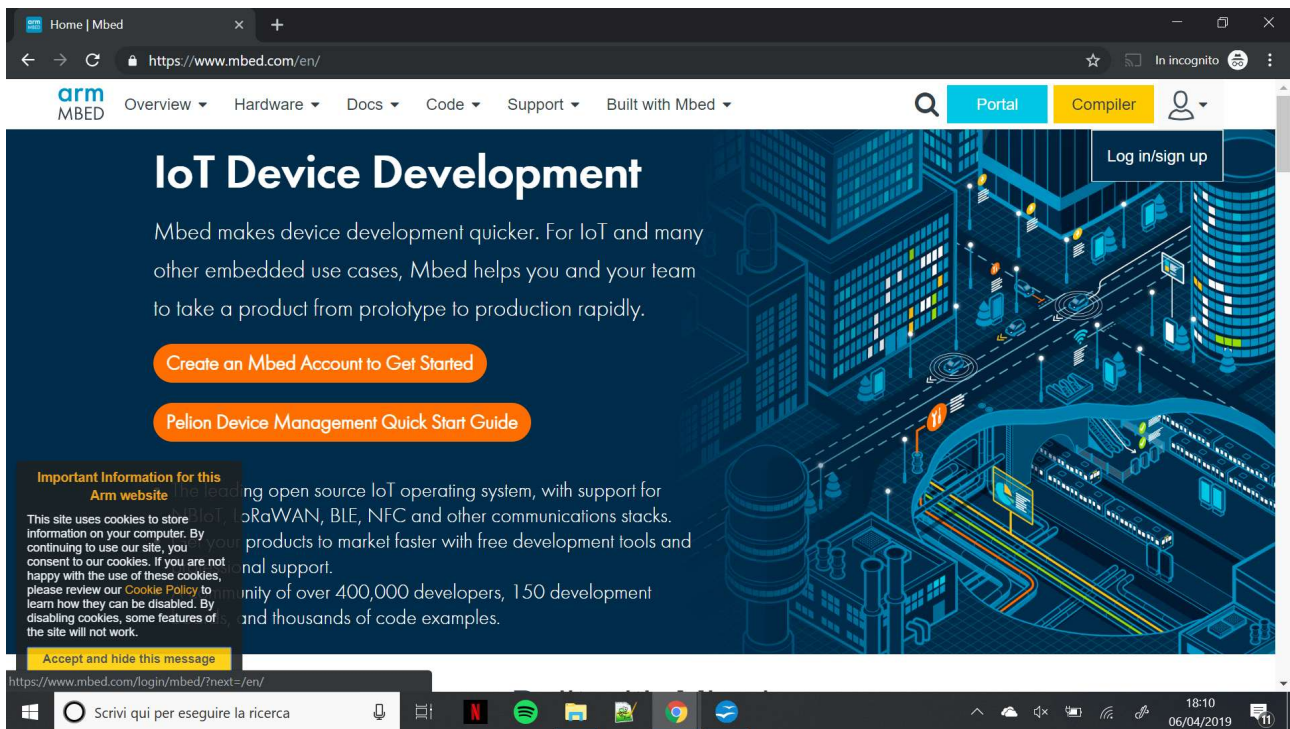 Home | Mbed
https://www.mbed.com/en/
In incognito
arm
MBED
Overview
Hardware
Docs
Code
Support
Built with Mbed
Portal
Compiler
Log in/sign up
IoT Device Development
Mbed makes device development quicker. For IoT and many
other embedded use cases, Mbed helps you and your team
to take a product from prototype to production rapidly.
Create an Mbed Account to Get Started
Pelion Device Management Quick Start Guide
The leading open source IoT operating system, with support for
NBIoT, LoRaWAN, BLE, NFC and other communications stacks.
your products to market faster with free development tools and
onal support.
munity of over 400,000 developers, 150 development
and thousands of code examples.
Important Information for this
Arm website
This site uses cookies to store
information on your computer. By
continuing to use our site, you
consent to our cookies. If you are not
happy with the use of these cookies,
please review our Cookie Policy to
learn how they can be disabled. By
disabling cookies, some features of
the site will not work.
Accept and hide this message
https://www.mbed.com/login/mbed/?next=/en/
Scrivi qui per eseguire la ricerca
18:10
06/04/2019
11